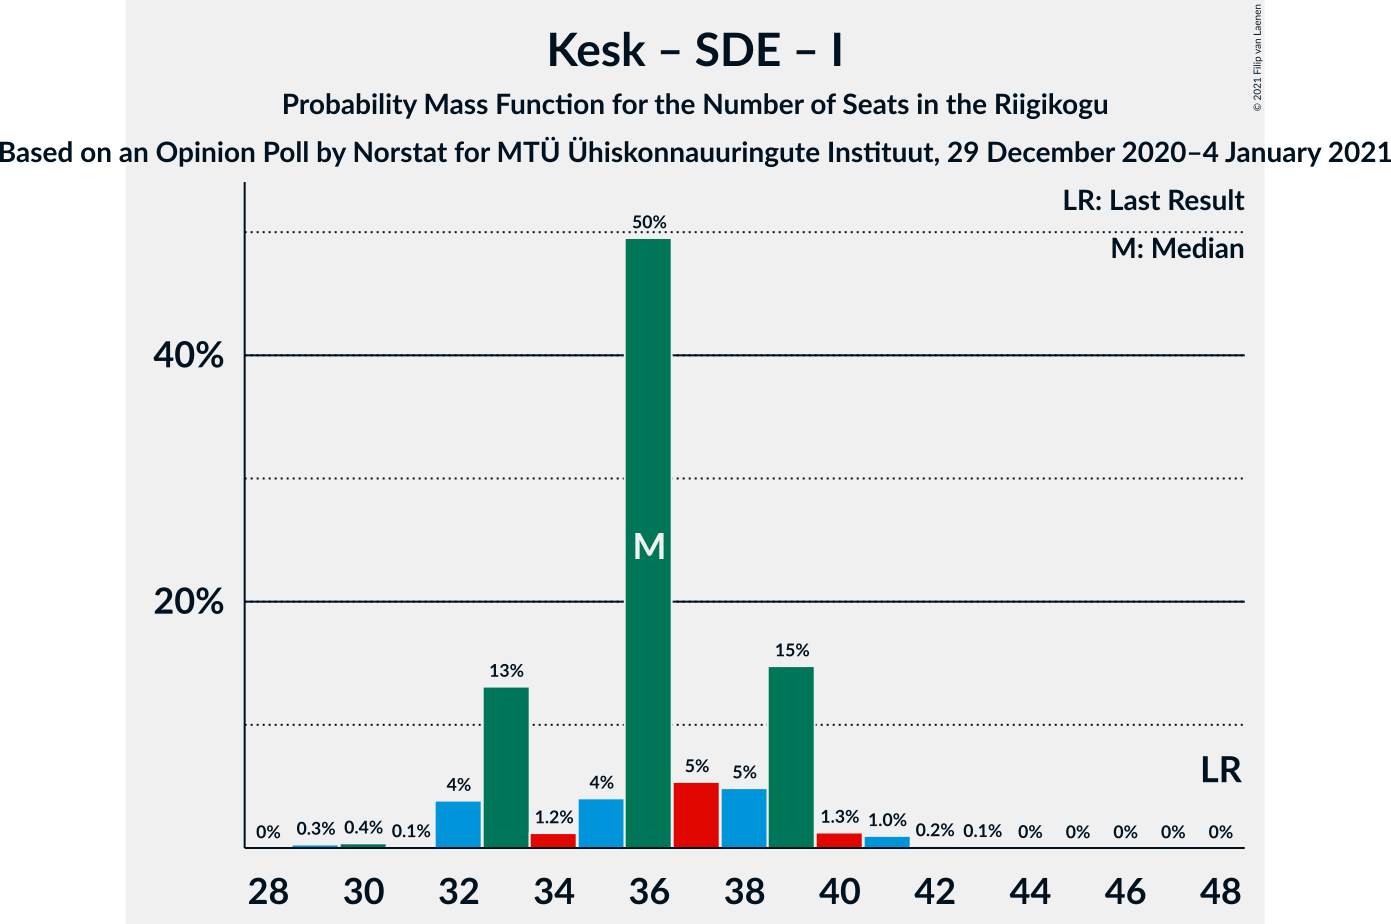 Kesk – SDE – I
Probability Mass Function for the Number of Seats in the Riigikogu
Based on an Opinion Poll by Norstat for MTÜ Ühiskonnauuringute Instituut, 29 December 2020–4 January 2021
© 2021 Filip van Laenen
LR: Last Result
M: Median
50%
40%
M
20%
15%
13%
LR
5%
5%
4%
4%
1.2%
1.3%
1.0%
0%
0.3%
0.4%
0.1%
0.2%
0.1%
0%
0%
0%
0%
0%
28 30 32 34 36 38 40 42 44 46 48